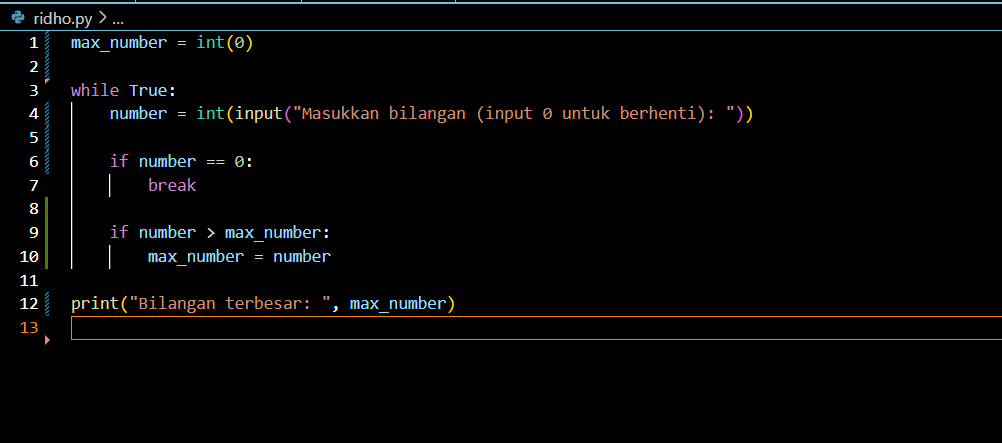 ridho.py > ...
1 max_number = int(0)
2
3 while True:
4     number = int(input("Masukkan bilangan (input 0 untuk berhenti): "))
5
6     if number == 0:
7         break
8
9     if number > max_number:
10         max_number = number
11
12 print("Bilangan terbesar: ", max_number)
13